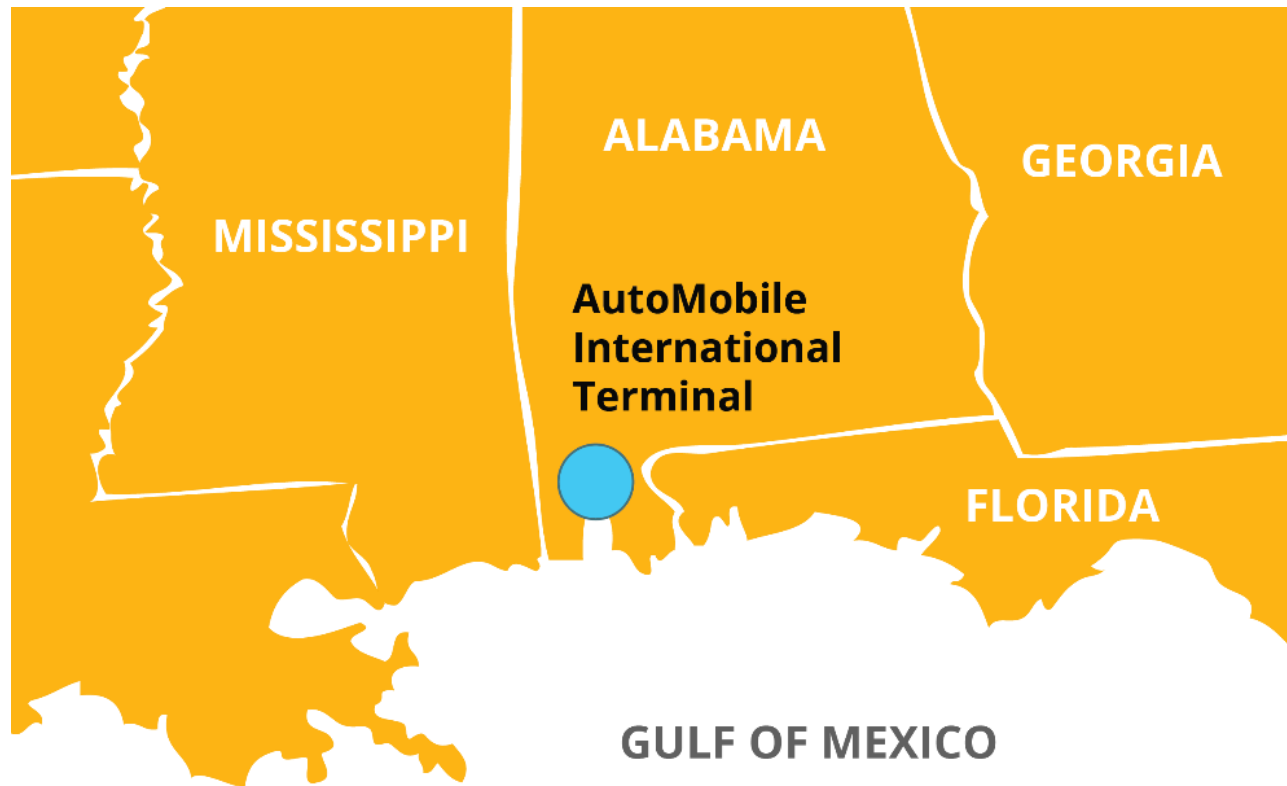 ALABAMA
GEORGIA
MISSISSIPPI
AutoMobile
International
Terminal
FLORIDA
GULF OF MEXICO